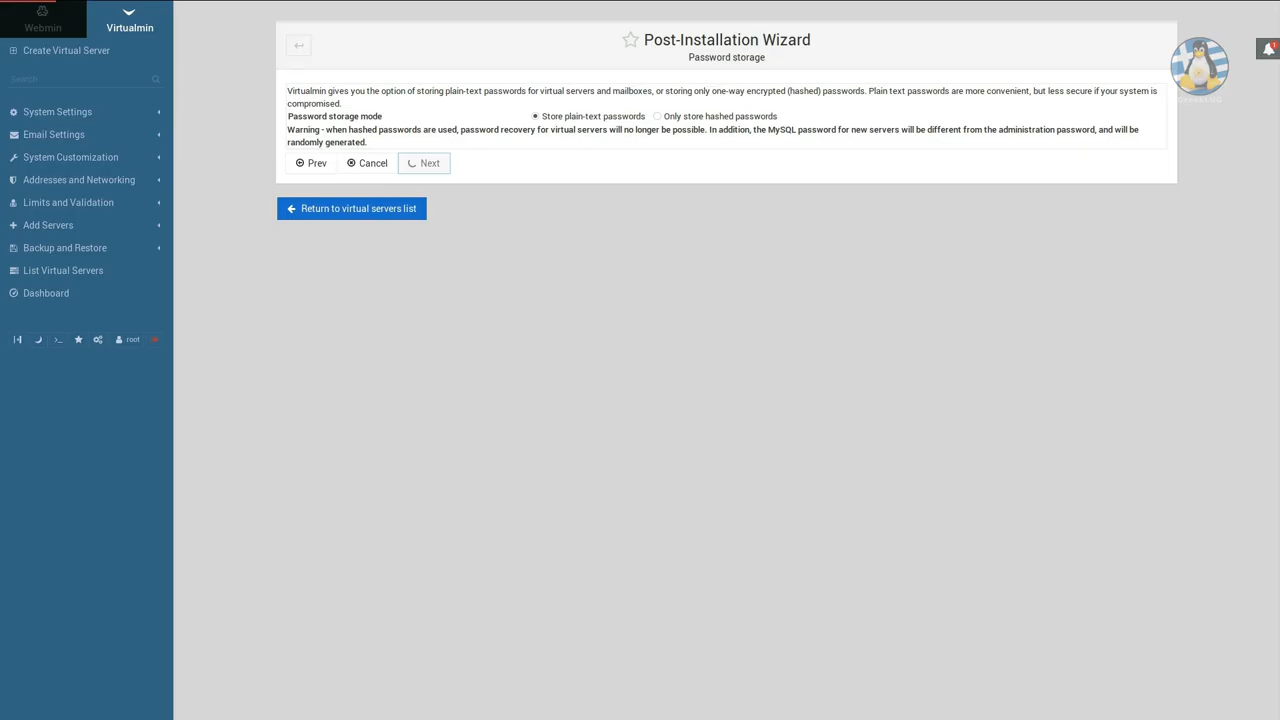 Webmin
Virtualmin
Create Virtual Server
Search
System Settings
Email Settings
System Customization
Addresses and Networking
Limits and Validation
Add Servers
Backup and Restore
List Virtual Servers
Dashboard
root
Post-Installation Wizard
Password storage
Virtualmin gives you the option of storing plain-text passwords for virtual servers and mailboxes, or storing only one-way encrypted (hashed) passwords. Plain text passwords are more convenient, but less secure if your system is
compromised.
Password storage mode Store plain-text passwords Only store hashed passwords
Warning - when hashed passwords are used, password recovery for virtual servers will no longer be possible. In addition, the MySQL password for new servers will be different from the administration password, and will be
randomly generated.
Prev Cancel Next
Return to virtual servers list
1